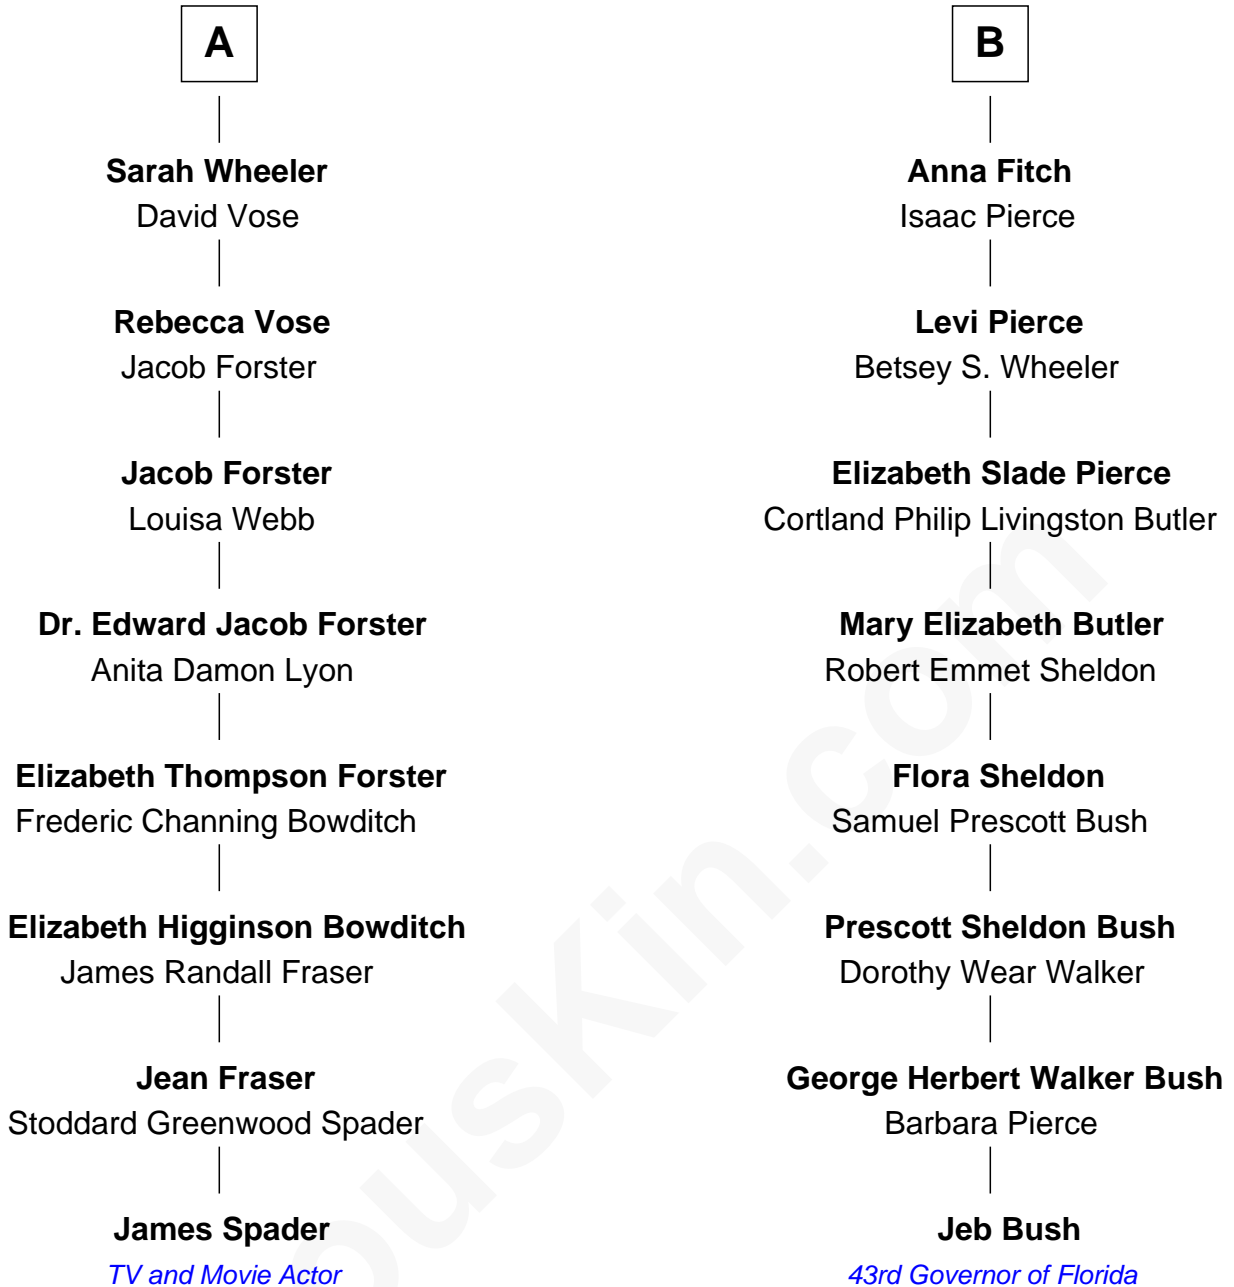 A
Sarah Wheeler
David Vose
Rebecca Vose
Jacob Forster
Jacob Forster
Louisa Webb
Dr. Edward Jacob Forster
Anita Damon Lyon
Elizabeth Thompson Forster
Frederic Channing Bowditch
Elizabeth Higginson Bowditch
James Randall Fraser
Jean Fraser
Stoddard Greenwood Spader
James Spader
TV and Movie Actor
B
Anna Fitch
Isaac Pierce
Levi Pierce
Betsey S. Wheeler
Elizabeth Slade Pierce
Cortland Philip Livingston Butler
Mary Elizabeth Butler
Robert Emmet Sheldon
Flora Sheldon
Samuel Prescott Bush
Prescott Sheldon Bush
Dorothy Wear Walker
George Herbert Walker Bush
Barbara Pierce
Jeb Bush
43rd Governor of Florida
ousKin.com